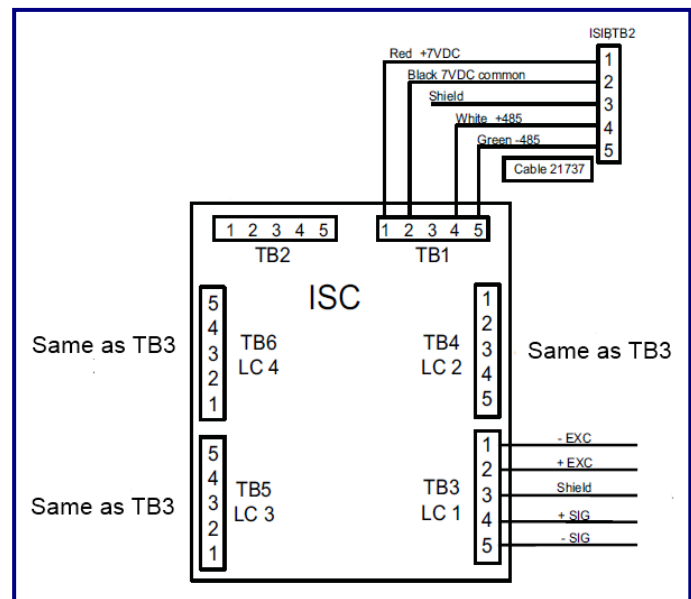 ISIBTB2
Red +7VDC
1
Black 7VDC common
2
Shield
3
White +485
4
Green -485
5
Cable 21737
1 2 3 4 5
TB2
1 2 3 4 5
TB1
ISC
5
4
3
2
1
TB6
LC 4
Same as TB3
1
2
3
4
5
TB4
LC 2
Same as TB3
5
4
3
2
1
TB5
LC 3
Same as TB3
1
2
3
4
5
TB3
LC 1
- EXC
+ EXC
Shield
+ SIG
- SIG